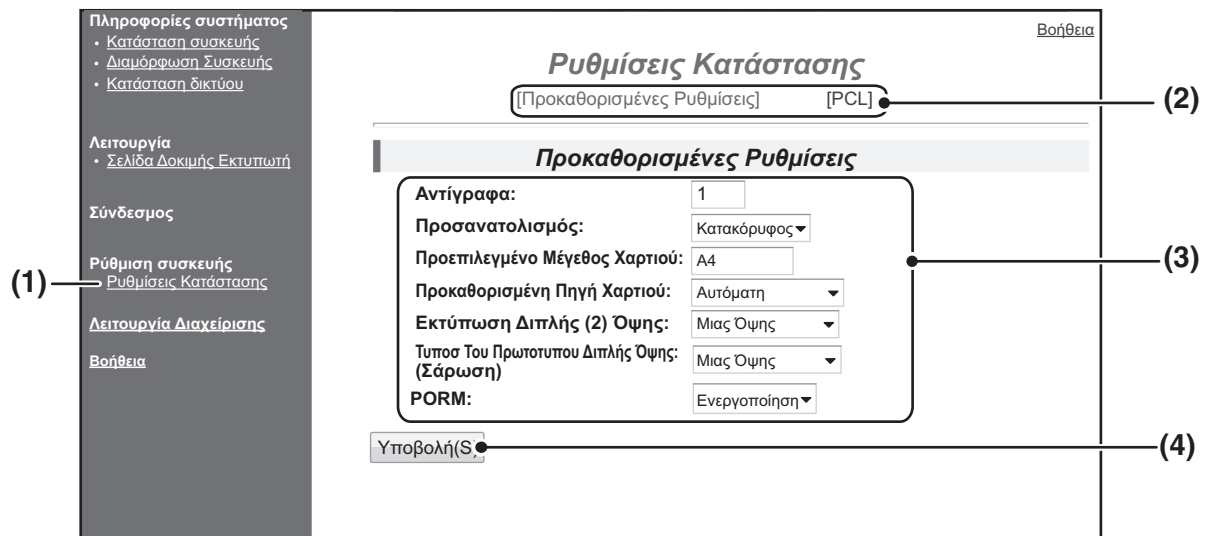 Πληροφορίες συστήματος
• Κατάσταση συσκευής
• Διαμόρφωση Συσκευής
• Κατάσταση δικτύου
Λειτουργία
• Σελίδα Δοκιμής Εκτυπωτή
Σύνδεσμος
Ρύθμιση συσκευής
Ρυθμίσεις Κατάστασης
(1)
Λειτουργία Διαχείρισης
Βοήθεια
Βοήθεια
Ρυθμίσεις Κατάστασης
[Προκαθορισμένες Ρυθμίσεις] [PCL]
(2)
Προκαθορισμένες Ρυθμίσεις
Αντίγραφα: 1
Προσανατολισμός: Κατακόρυφος
Προεπιλεγμένο Μέγεθος Χαρτιού: A4
(3)
Προκαθορισμένη Πηγή Χαρτιού: Αυτόματη
Εκτύπωση Διπλής (2) Όψης: Μιας Όψης
Τυποσ Του Πρωτοτυπου Διπλής Όψης:
(Σάρωση) Μιας Όψης
PORM: Ενεργοποίηση
Υποβολή(S)
(4)